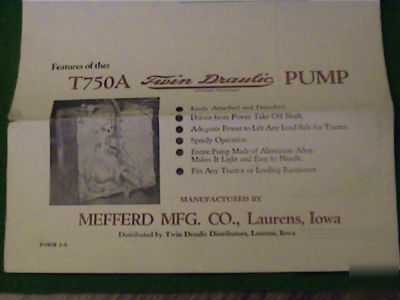 Features of the:
T750A Twin Draulic PUMP
(Patent Pending)
Easily Attached and Detached.
Driven from Power Take Off Shaft.
Adequate Power to Lift Any Load Safe for Tractor.
Speedy Operation.
Entire Pump Made of Aluminum Alloy.
Makes It Light and Easy to Handle.
Fits Any Tractor or Loading Equipment.
MANUFACTURED BY
MEFFERD MFG. CO., Laurens, Iowa
Distributed by Twin Draulic Distributors, Laurens, Iowa